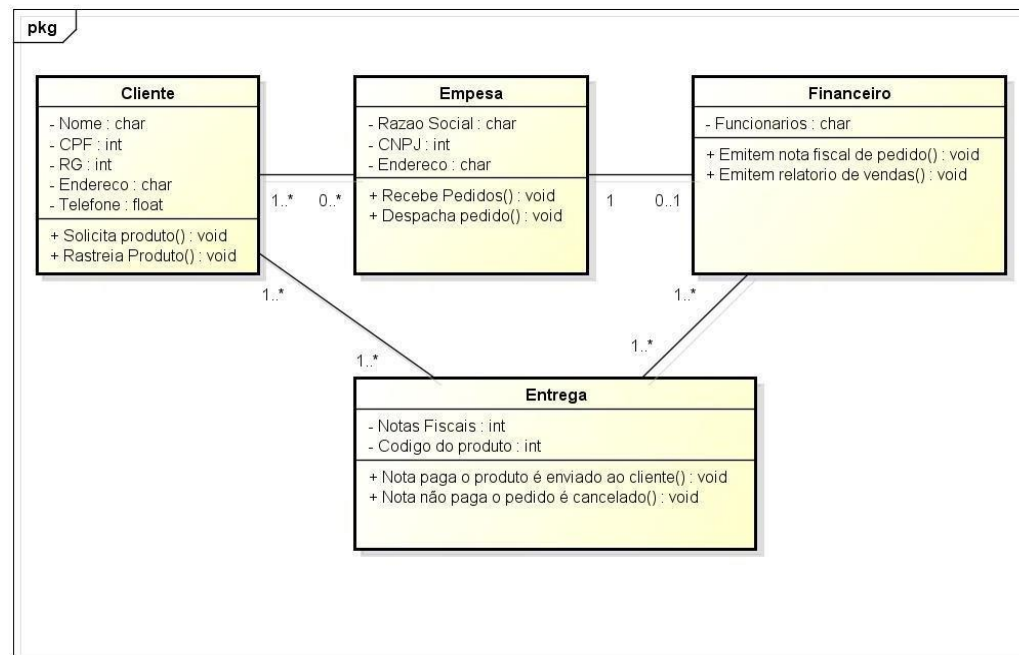 pkg
Cliente
- Nome : char
- CPF : int
- RG : int
- Endereco : char
- Telefone : float
+ Solicita produto() : void
+ Rastreia Produto() : void
Empesa
- Razao Social : char
- CNPJ : int
- Endereco : char
+ Recebe Pedidos() : void
+ Despacha pedido() : void
Financeiro
- Funcionarios : char
+ Emitem nota fiscal de pedido() : void
+ Emitem relatorio de vendas() : void
1..*
0..*
1
0..1
1..*
1..*
1..*
1..*
Entrega
- Notas Fiscais : int
- Codigo do produto : int
+ Nota paga o produto é enviado ao cliente() : void
+ Nota não paga o pedido é cancelado() : void